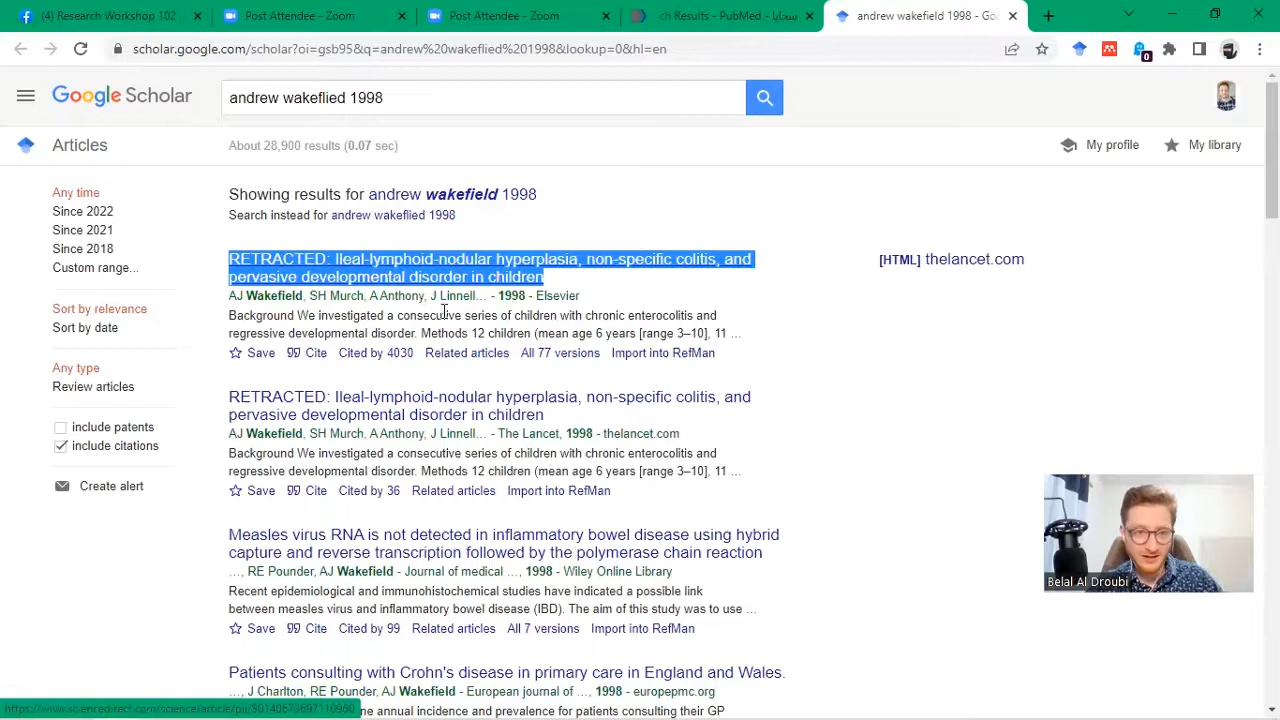 (4) Research Workshop 102
Post Attendee - Zoom
Post Attendee - Zoom
ch Results - PubMed - سحايا
andrew wakefield 1998 - Goo
scholar.google.com/scholar?oi=gsb95&q=andrew%20wakeflied%201998&lookup=0&hl=en
0
Google Scholar
andrew wakeflied 1998
Articles
About 28,900 results (0.07 sec)
My profile
My library
Any time
Since 2022
Since 2021
Since 2018
Custom range...
Sort by relevance
Sort by date
Any type
Review articles
include patents
include citations
Create alert
Showing results for andrew wakefield 1998
Search instead for andrew wakeflied 1998
RETRACTED: Ileal-lymphoid-nodular hyperplasia, non-specific colitis, and
pervasive developmental disorder in children
[HTML] thelancet.com
AJ Wakefield, SH Murch, A Anthony, J Linnell… - 1998 - Elsevier
Background We investigated a consecutive series of children with chronic enterocolitis and
regressive developmental disorder. Methods 12 children (mean age 6 years [range 3–10], 11 …
Save Cite Cited by 4030 Related articles All 77 versions Import into RefMan
RETRACTED: Ileal-lymphoid-nodular hyperplasia, non-specific colitis, and
pervasive developmental disorder in children
AJ Wakefield, SH Murch, A Anthony, J Linnell… - The Lancet, 1998 - thelancet.com
Background We investigated a consecutive series of children with chronic enterocolitis and
regressive developmental disorder. Methods 12 children (mean age 6 years [range 3–10], 11 …
Save Cite Cited by 36 Related articles Import into RefMan
Measles virus RNA is not detected in inflammatory bowel disease using hybrid
capture and reverse transcription followed by the polymerase chain reaction
…, RE Pounder, AJ Wakefield - Journal of medical …, 1998 - Wiley Online Library
Recent epidemiological and immunohistochemical studies have indicated a possible link
between measles virus and inflammatory bowel disease (IBD). The aim of this study was to use …
Save Cite Cited by 99 Related articles All 7 versions Import into RefMan
Patients consulting with Crohn's disease in primary care in England and Wales.
…, J Charlton, RE Pounder, AJ Wakefield - European journal of …, 1998 - europepmc.org
ne annual incidence and prevalence for patients consulting their GP
https://www.sciencedirect.com/science/article/pii/S0140673697110960
Belal Al Droubi